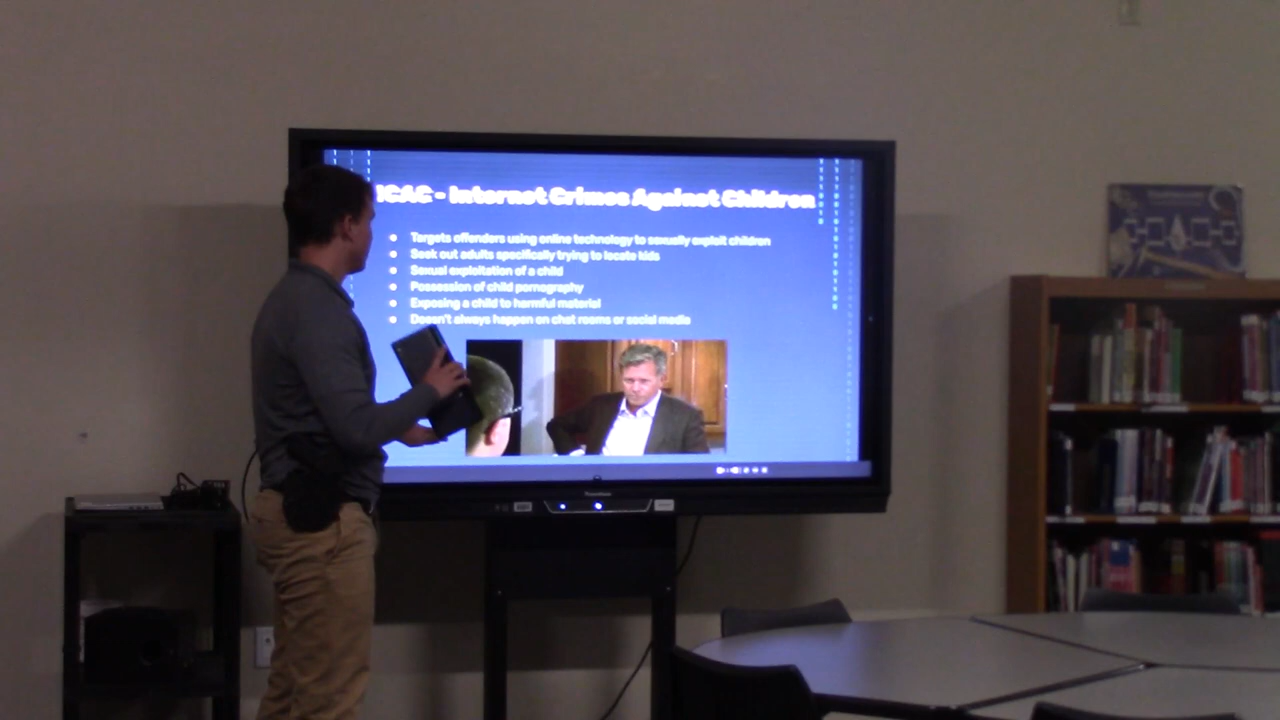 ICAC - Internet Crimes Against Children
Targets offenders using online technology to sexually exploit children
Seek out adults specifically trying to locate kids
Sexual exploitation of a child
Possession of child pornography
Exposing a child to harmful material
Doesn't always happen on chat rooms or social media